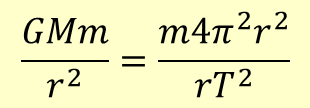 GMm/r² = m4π²r²/rT²